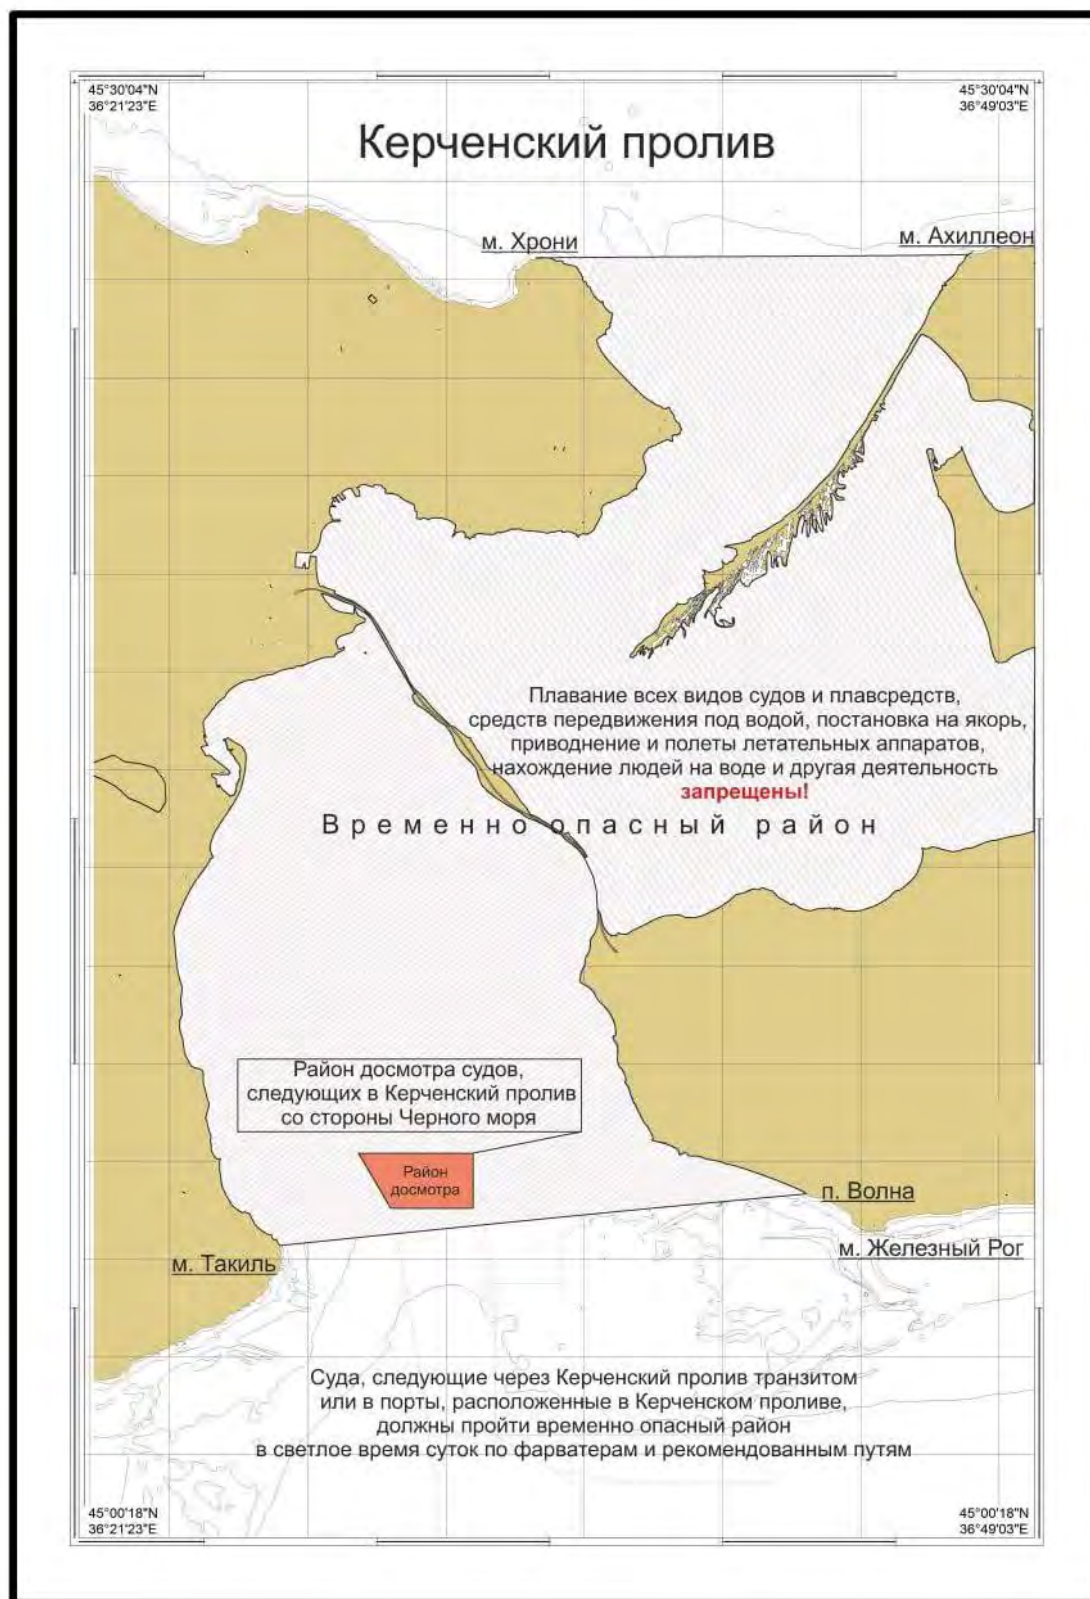 45°30'04"N
36°21'23"E
45°30'04"N
36°49'03"E
Керченский пролив
м. Хрони
м. Ахиллеон
Плавание всех видов судов и плавсредств,
средств передвижения под водой, постановка на якорь,
приводнение и полеты летательных аппаратов,
нахождение людей на воде и другая деятельность
запрещены!
Временно опасный район
Район досмотра судов,
следующих в Керченский пролив
со стороны Черного моря
Район
досмотра
п. Волна
м. Железный Рог
м. Такиль
Суда, следующие через Керченский пролив транзитом
или в порты, расположенные в Керченском проливе,
должны пройти временно опасный район
в светлое время суток по фарватерам и рекомендованным путям
45°00'18"N
36°21'23"E
45°00'18"N
36°49'03"E